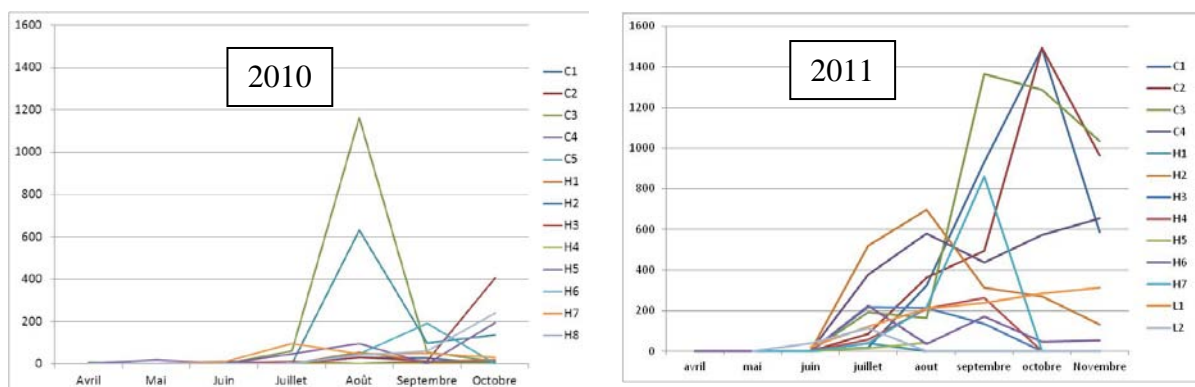 1600
1400
1200
1000
800
600
400
200
0
Avril Mai Juin Juillet Août Septembre Octobre
2010
C1
C2
C3
C4
C5
H1
H2
H3
H4
H5
H6
H7
H8
1600
1400
1200
1000
800
600
400
200
0
avril mai juin juillet aout septembre octobre Novembre
2011
C1
C2
C3
C4
H1
H2
H3
H4
H5
H6
H7
L1
L2